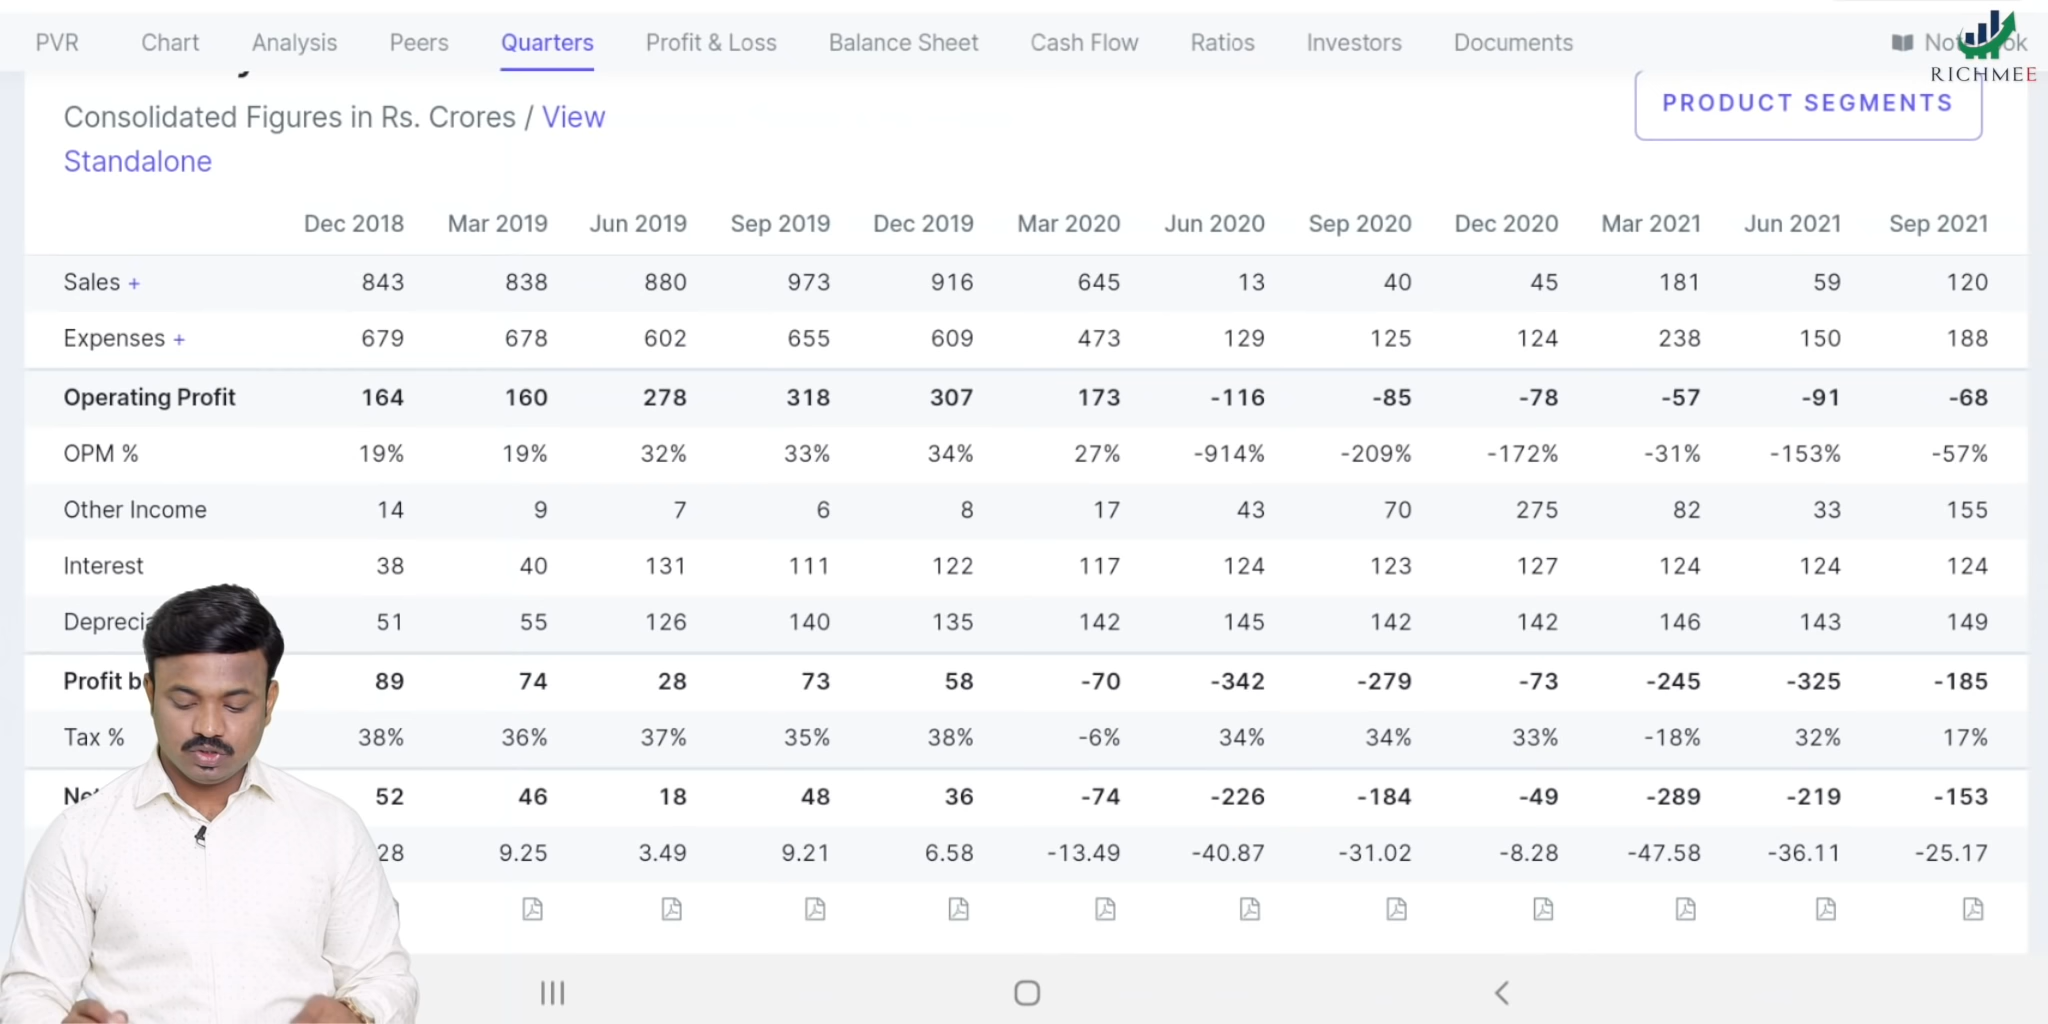 PVR Chart Analysis Peers Quarters Profit & Loss Balance Sheet Cash Flow Ratios Investors Documents
RICHMEE
Consolidated Figures in Rs. Crores / View
Standalone
PRODUCT SEGMENTS
Dec 2018 Mar 2019 Jun 2019 Sep 2019 Dec 2019 Mar 2020 Jun 2020 Sep 2020 Dec 2020 Mar 2021 Jun 2021 Sep 2021
Sales + 843 838 880 973 916 645 13 40 45 181 59 120
Expenses + 679 678 602 655 609 473 129 125 124 238 150 188
Operating Profit 164 160 278 318 307 173 -116 -85 -78 -57 -91 -68
OPM % 19% 19% 32% 33% 34% 27% -914% -209% -172% -31% -153% -57%
Other Income 14 9 7 6 8 17 43 70 275 82 33 155
Interest 38 40 131 111 122 117 124 123 127 124 124 124
51 55 126 140 135 142 145 142 142 146 143 149
Profit 89 74 28 73 58 -70 -342 -279 -73 -245 -325 -185
Tax % 38% 36% 37% 35% 38% -6% 34% 34% 33% -18% 32% 17%
52 46 18 48 36 -74 -226 -184 -49 -289 -219 -153
28 9.25 3.49 9.21 6.58 -13.49 -40.87 -31.02 -8.28 -47.58 -36.11 -25.17